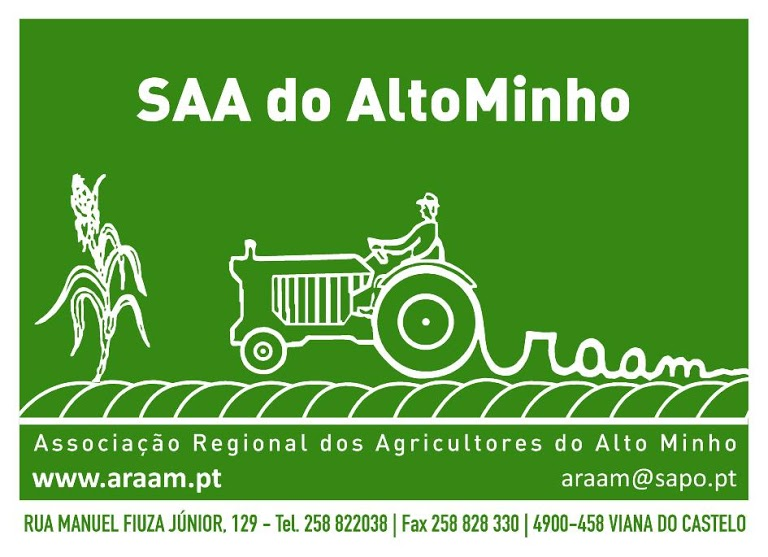 SAA do AltoMinho
araam
Associação Regional dos Agricultores do Alto Minho
www.araam.pt araam@sapo.pt
RUA MANUEL FIUZA JÚNIOR, 129 - Tel. 258 822038 | Fax 258 828 330 | 4900-458 VIANA DO CASTELO